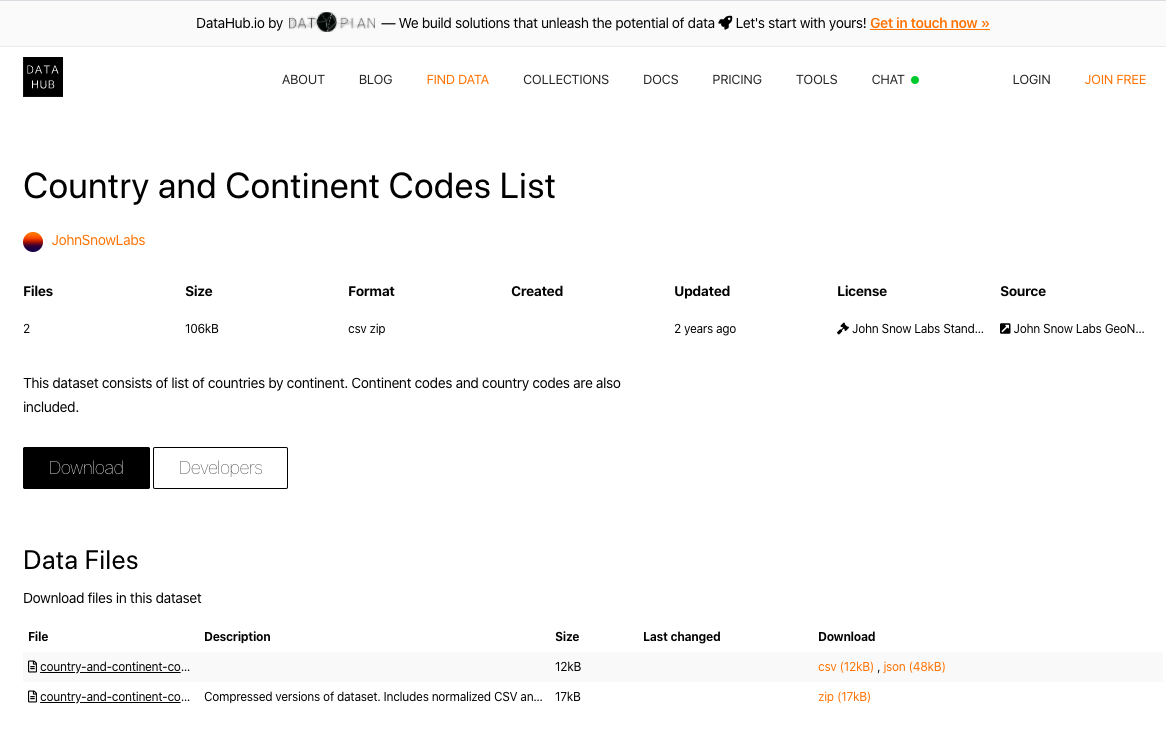 DataHub.io by DATOPIAN — We build solutions that unleash the potential of data Let's start with yours! Get in touch now »
DATA
HUB
ABOUT BLOG FIND DATA COLLECTIONS DOCS PRICING TOOLS CHAT LOGIN JOIN FREE
Country and Continent Codes List
JohnSnowLabs
Files Size Format Created Updated License Source
2 106kB csv zip 2 years ago John Snow Labs Stand... John Snow Labs GeoN...
This dataset consists of list of countries by continent. Continent codes and country codes are also
included.
Download Developers
Data Files
Download files in this dataset
File Description Size Last changed Download
country-and-continent-co... 12kB csv (12kB) , json (48kB)
country-and-continent-co... Compressed versions of dataset. Includes normalized CSV an... 17kB zip (17kB)